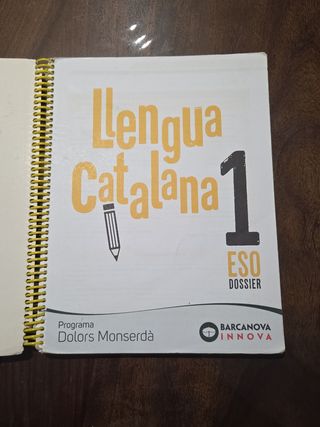 Llengua
Catalana
1
ESO
DOSSIER
Programa
Dolors Monserdà
BARCANOVA
INNOVA